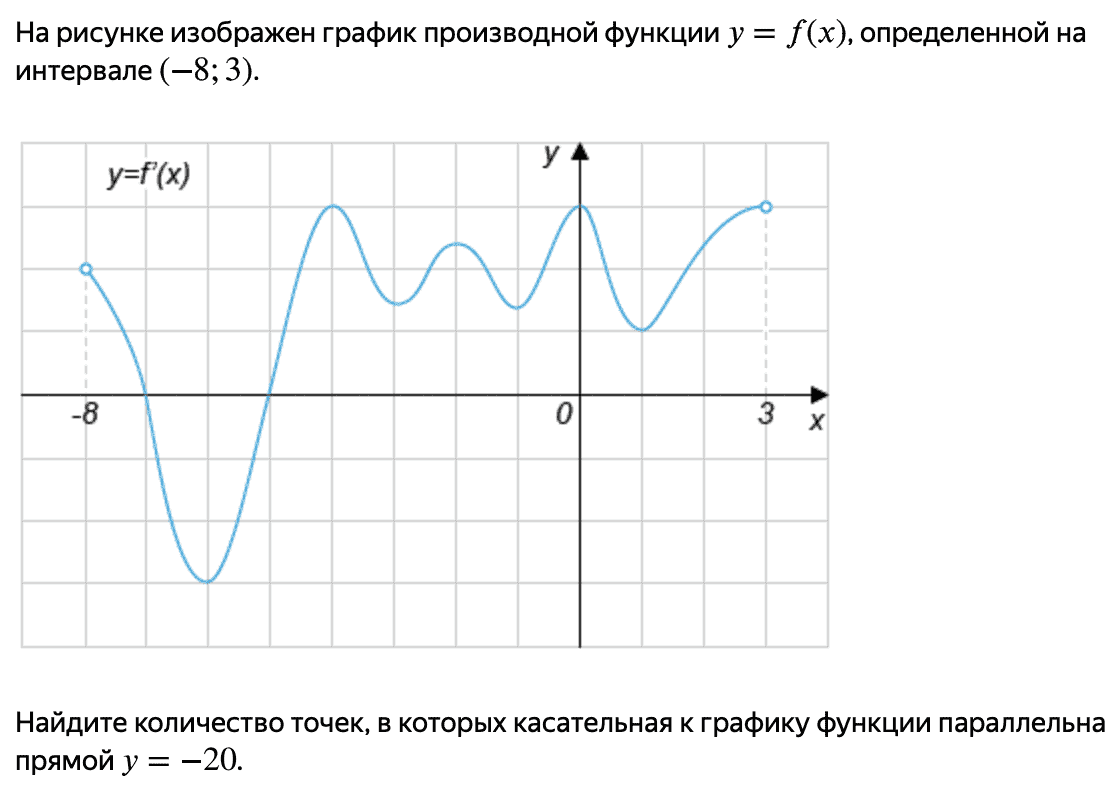 На рисунке изображен график производной функции y = f(x), определенной на
интервале (−8; 3).
y=f'(x)
y
-8
0
3
x
Найдите количество точек, в которых касательная к графику функции параллельна
прямой y = −20.